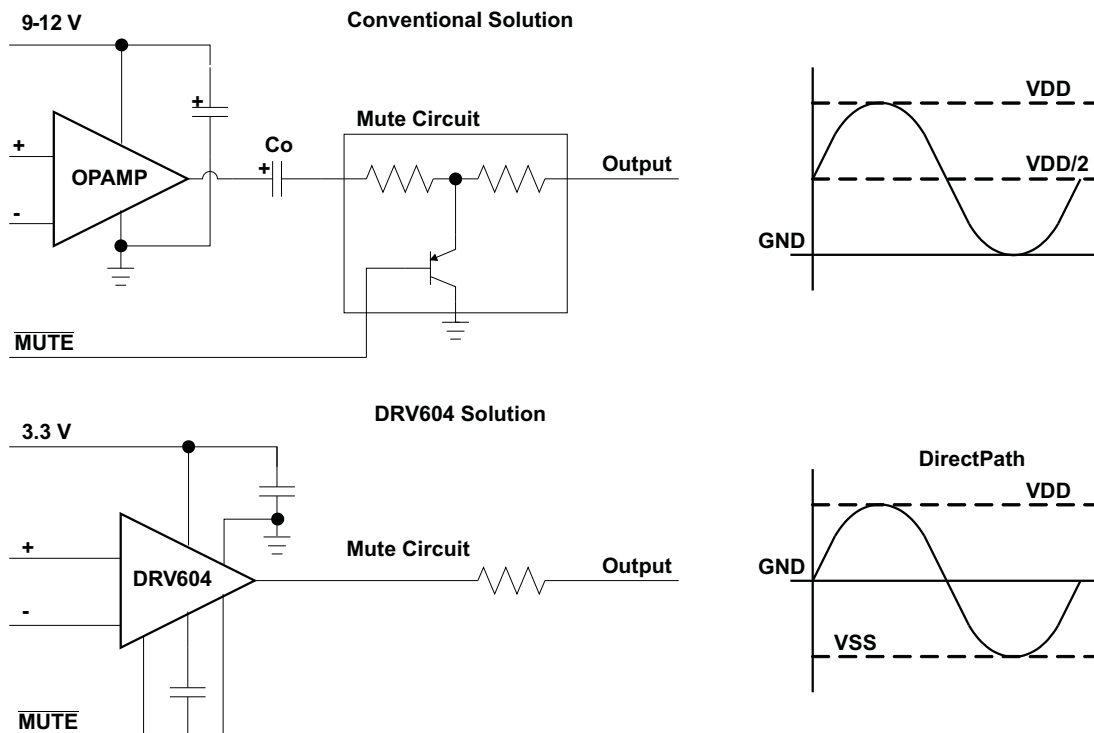 9-12 V
Conventional Solution
+
Mute Circuit
VDD
+
OPAMP
-
Co
+
Output
VDD/2
GND
MUTE
DRV604 Solution
3.3 V
DirectPath
VDD
+
DRV604
-
Mute Circuit
Output
GND
VSS
MUTE